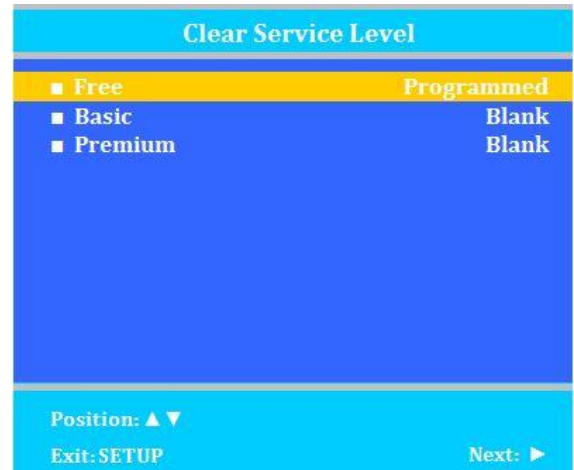 Clear Service Level
■ Free Programmed
■ Basic Blank
■ Premium Blank
Position: ▲ ▼
Exit: SETUP Next: ►